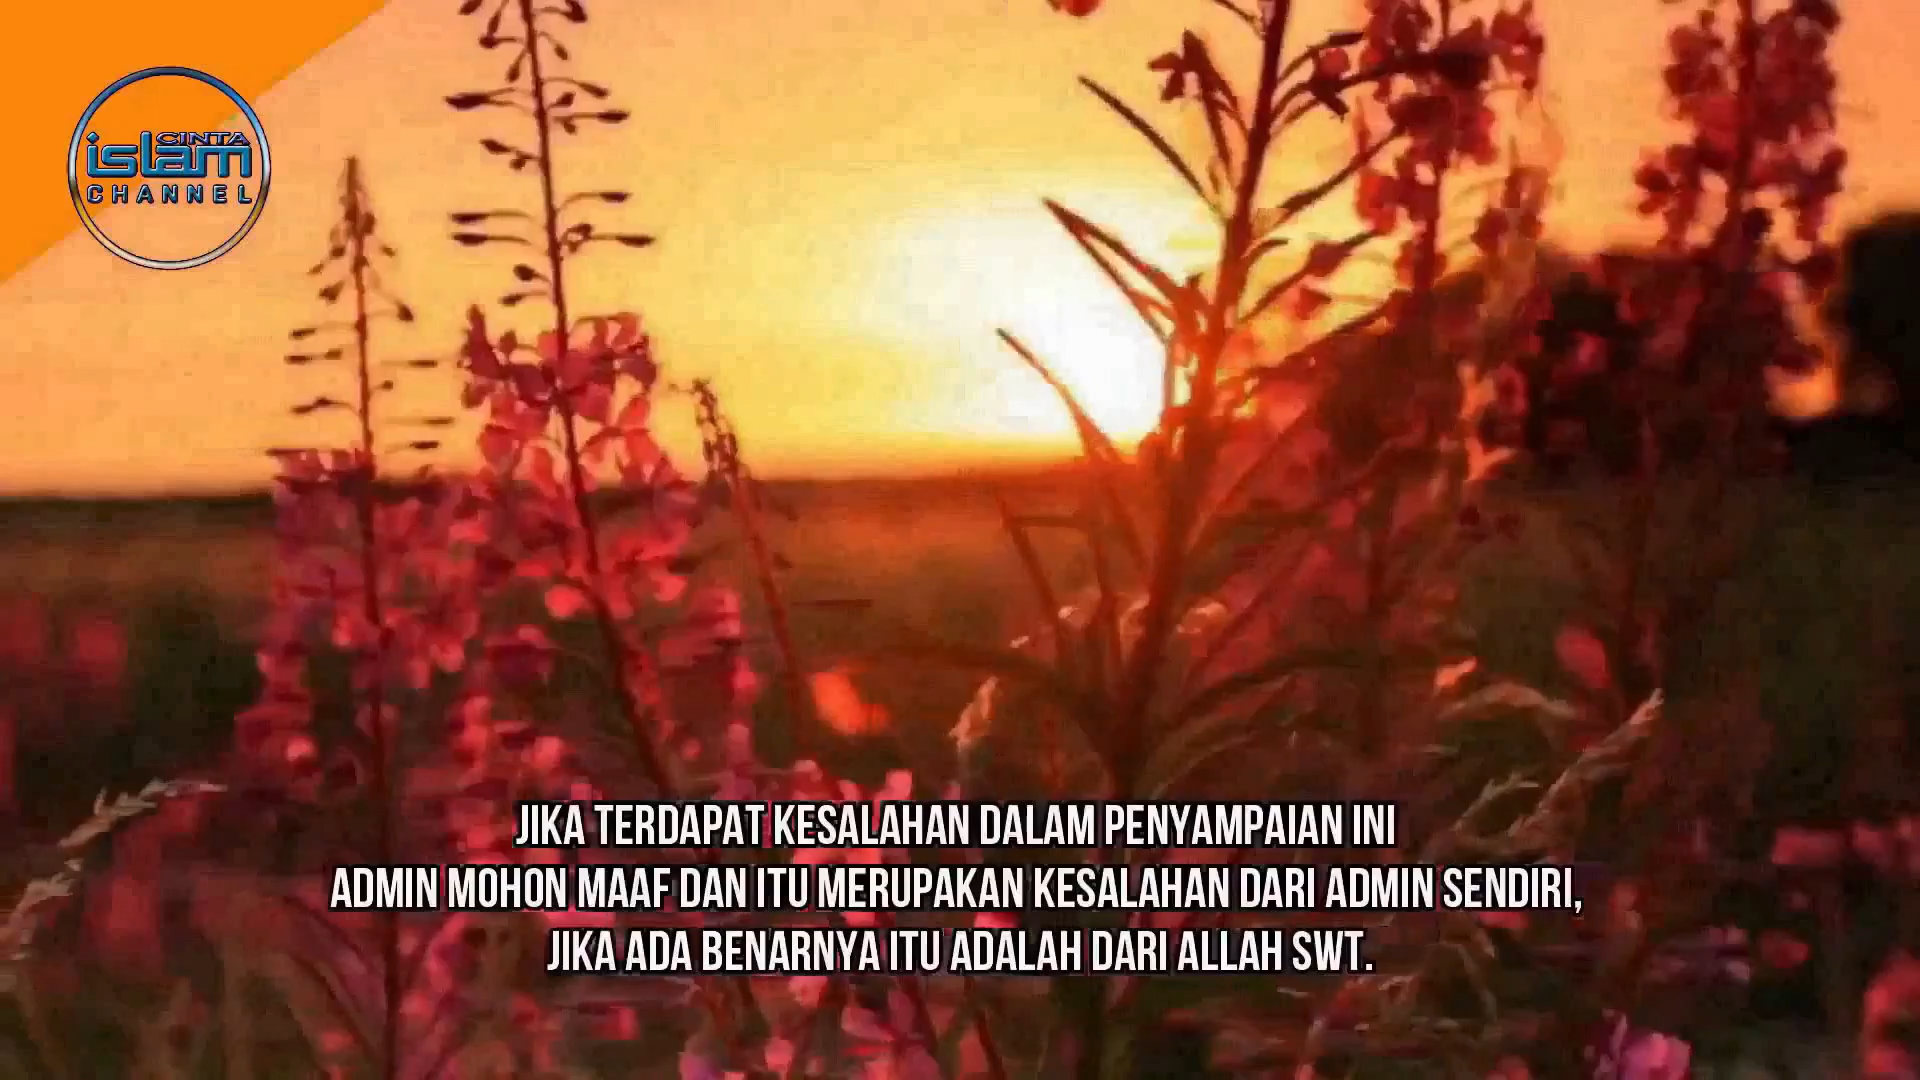 CINTA
islam
CHANNEL
JIKA TERDAPAT KESALAHAN DALAM PENYAMPAIAN INI
ADMIN MOHON MAAF DAN ITU MERUPAKAN KESALAHAN DARI ADMIN SENDIRI,
JIKA ADA BENARNYA ITU ADALAH DARI ALLAH SWT.